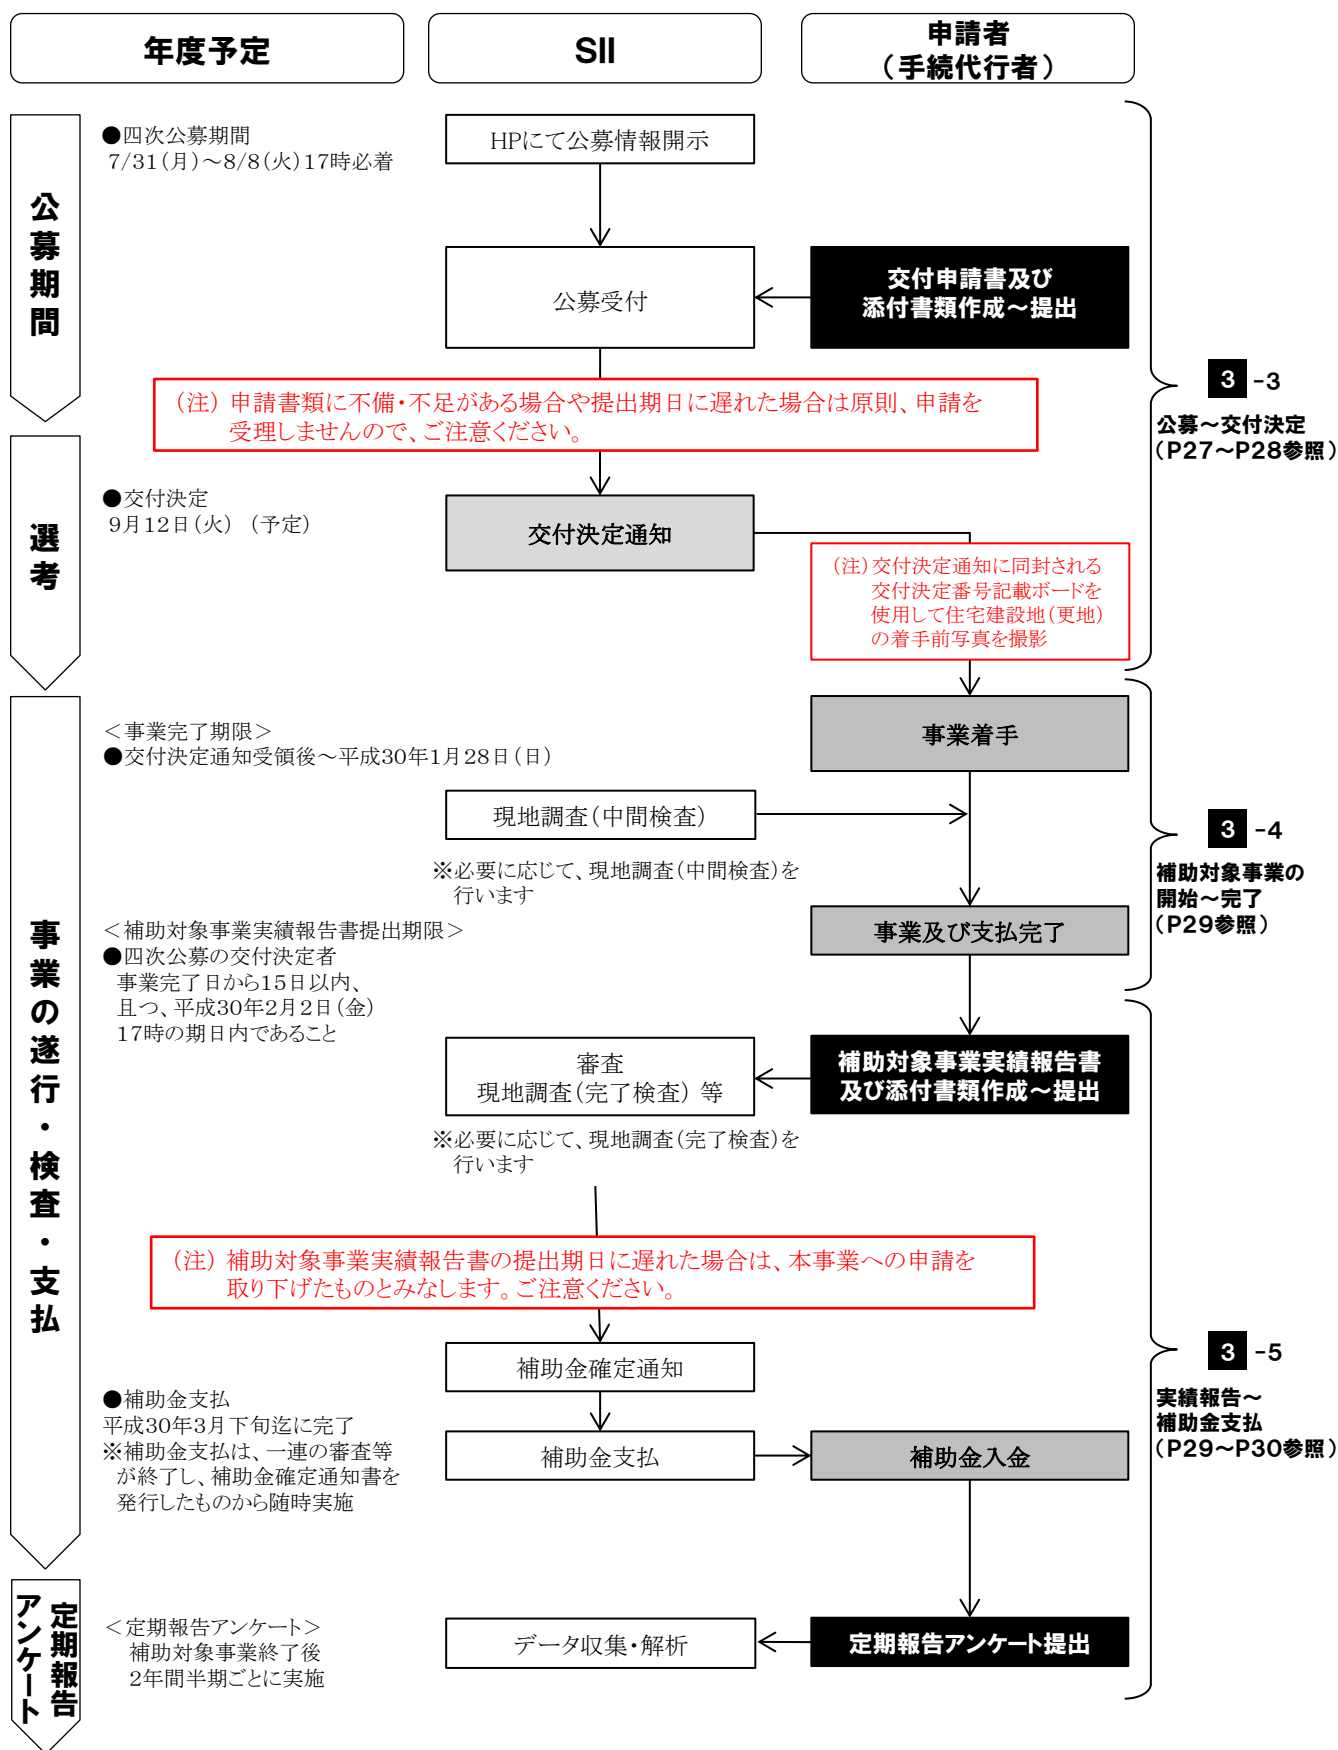 年度予定
SII
申請者
（手続代行者）
公募期間
●四次公募期間
7/31(月)～8/8(火)17時必着
HPにて公募情報開示
公募受付
交付申請書及び
添付書類作成～提出
（注） 申請書類に不備・不足がある場合や提出期日に遅れた場合は原則、申請を
受理しませんので、ご注意ください。
3 -3
公募～交付決定
（P27～P28参照）
選考
●交付決定
9月12日(火) (予定)
交付決定通知
（注）交付決定通知に同封される
交付決定番号記載ボードを
使用して住宅建設地（更地）
の着手前写真を撮影
事業の遂行・検査・支払
＜事業完了期限＞
●交付決定通知受領後～平成30年1月28日(日)
事業着手
現地調査（中間検査）
※必要に応じて、現地調査（中間検査）を
行います
3 -4
補助対象事業の
開始～完了
（P29参照）
＜補助対象事業実績報告書提出期限＞
●四次公募の交付決定者
事業完了日から15日以内、
且つ、平成30年2月2日(金)
17時の期日内であること
事業及び支払完了
審査
現地調査（完了検査） 等
補助対象事業実績報告書
及び添付書類作成～提出
※必要に応じて、現地調査（完了検査）を
行います
（注） 補助対象事業実績報告書の提出期日に遅れた場合は、本事業への申請を
取り下げたものとみなします。ご注意ください。
補助金確定通知
3 -5
実績報告～
補助金支払
（P29～P30参照）
●補助金支払
平成30年3月下旬迄に完了
※補助金支払は、一連の審査等
が終了し、補助金確定通知書を
発行したものから随時実施
補助金支払
補助金入金
定期報告
アンケート
＜定期報告アンケート＞
補助対象事業終了後
2年間半期ごとに実施
データ収集・解析
定期報告アンケート提出